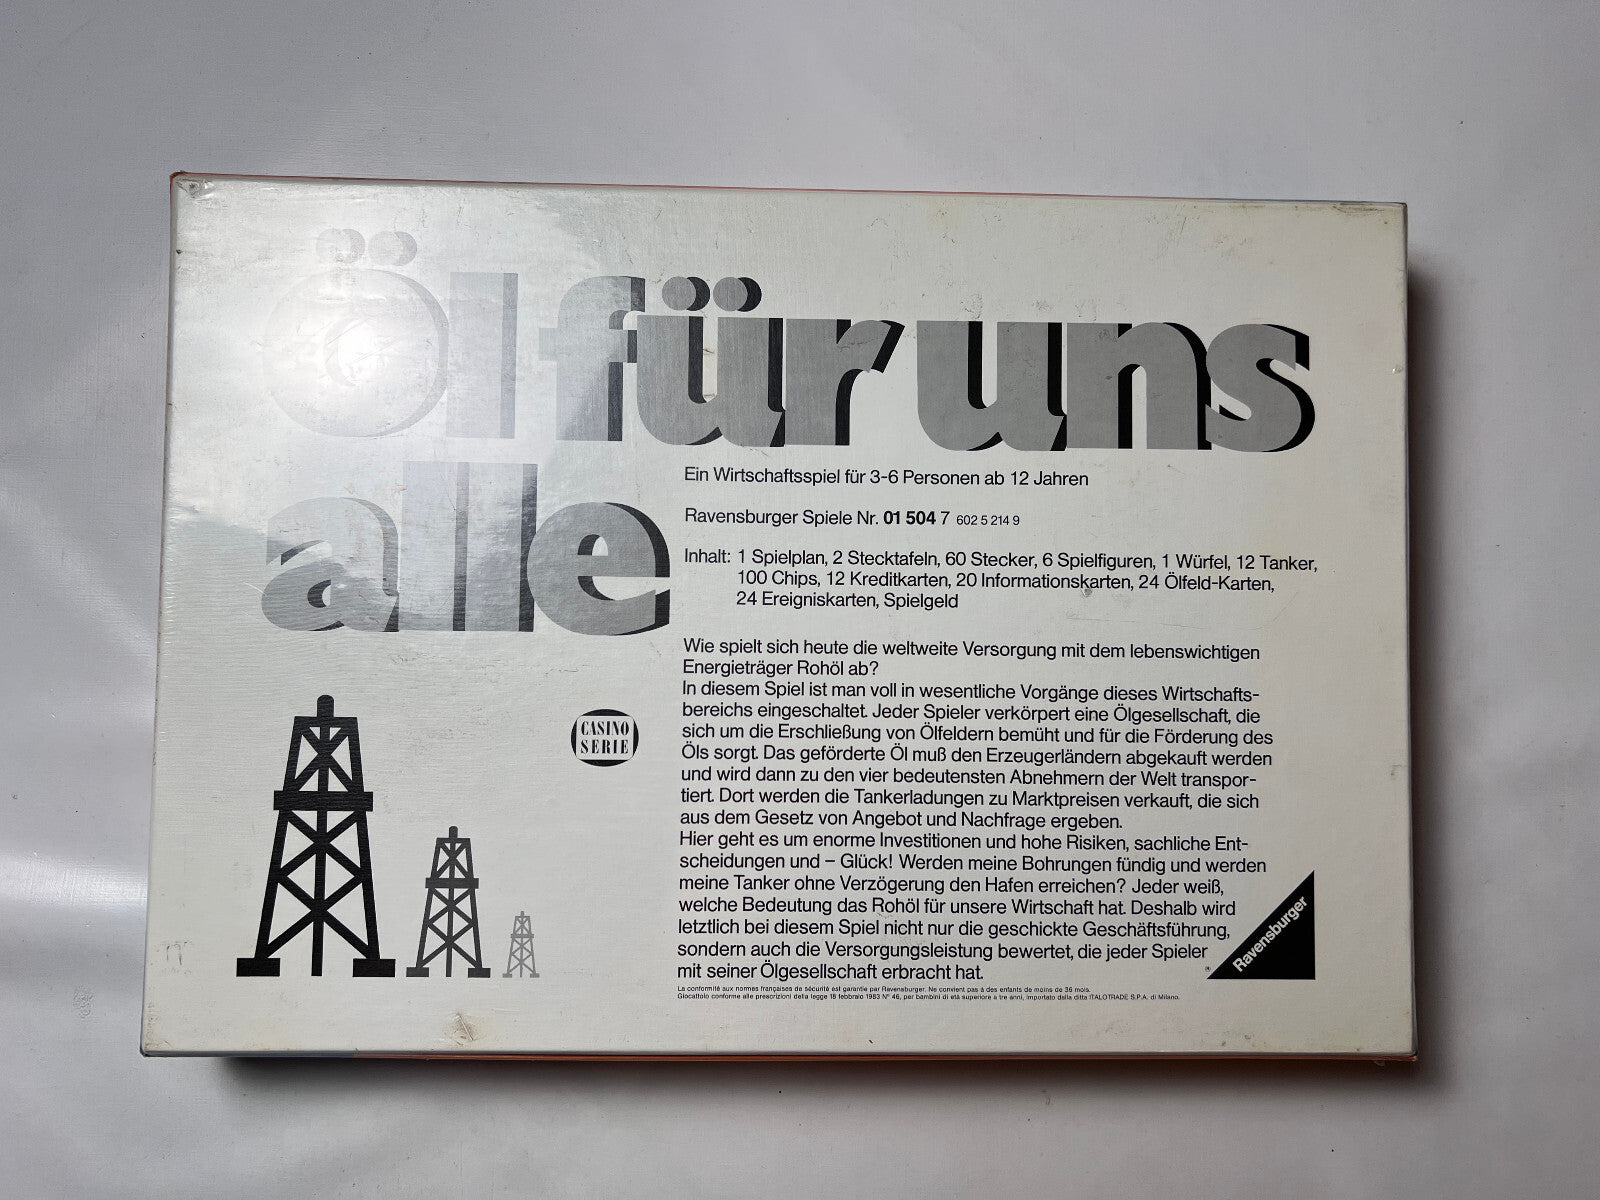 Öl für uns
alle
Ein Wirtschaftsspiel für 3-6 Personen ab 12 Jahren
Ravensburger Spiele Nr. 01 504 7 602 5 214 9
Inhalt: 1 Spielplan, 2 Stecktafeln, 60 Stecker, 6 Spielfiguren, 1 Würfel, 12 Tanker,
100 Chips, 12 Kreditkarten, 20 Informationskarten, 24 Ölfeld-Karten,
24 Ereigniskarten, Spielgeld
Wie spielt sich heute die weltweite Versorgung mit dem lebenswichtigen
Energieträger Rohöl ab?
In diesem Spiel ist man voll in wesentliche Vorgänge dieses Wirtschafts-
bereichs eingeschaltet. Jeder Spieler verkörpert eine Ölgesellschaft, die
sich um die Erschließung von Ölfeldern bemüht und für die Förderung des
Öls sorgt. Das geförderte Öl muß den Erzeugerländern abgekauft werden
und wird dann zu den vier bedeutensten Abnehmern der Welt transpor-
tiert. Dort werden die Tankerladungen zu Marktpreisen verkauft, die sich
aus dem Gesetz von Angebot und Nachfrage ergeben.
Hier geht es um enorme Investitionen und hohe Risiken, sachliche Ent-
scheidungen und – Glück! Werden meine Bohrungen fündig und werden
meine Tanker ohne Verzögerung den Hafen erreichen? Jeder weiß,
welche Bedeutung das Rohöl für unsere Wirtschaft hat. Deshalb wird
letztlich bei diesem Spiel nicht nur die geschickte Geschäftsführung,
sondern auch die Versorgungsleistung bewertet, die jeder Spieler
mit seiner Ölgesellschaft erbracht hat.
La conformité aux normes françaises de sécurité est garantie par Ravensburger. Ne convient pas à des enfants de moins de 36 mois.
Giocattolo conforme alle prescrizioni della legge 18 febbraio 1983 N° 46, per bambini di età superiore a tre anni, importato dalla ditta ITALOTRADE S.P.A. di Milano.
CASINO
SERIE
® Ravensburger